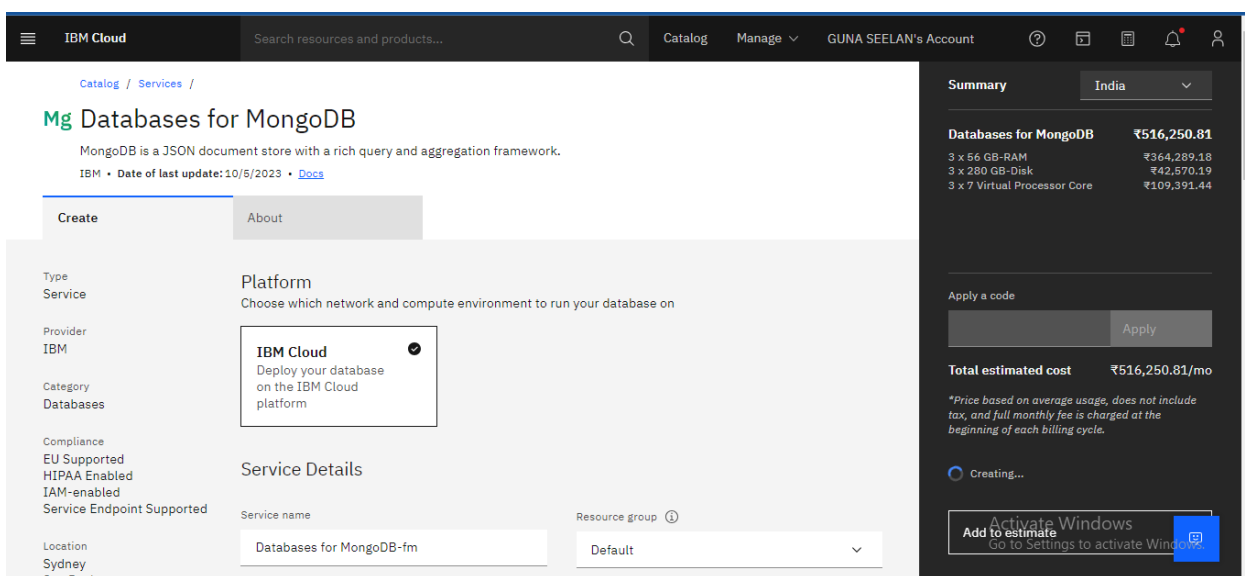 IBM Cloud
Search resources and products...
Catalog
Manage
GUNA SEELAN's Account
Catalog / Services /
Mg Databases for MongoDB
MongoDB is a JSON document store with a rich query and aggregation framework.
IBM • Date of last update: 10/5/2023 • Docs
Create
About
Type
Service
Provider
IBM
Category
Databases
Compliance
EU Supported
HIPAA Enabled
IAM-enabled
Service Endpoint Supported
Location
Sydney
Platform
Choose which network and compute environment to run your database on
IBM Cloud
Deploy your database
on the IBM Cloud
platform
Service Details
Service name
Databases for MongoDB-fm
Resource group
Default
Summary
India
Databases for MongoDB ₹516,250.81
3 x 56 GB-RAM ₹364,289.18
3 x 280 GB-Disk ₹42,570.19
3 x 7 Virtual Processor Core ₹109,391.44
Apply a code
Apply
Total estimated cost ₹516,250.81/mo
*Price based on average usage, does not include
tax, and full monthly fee is charged at the
beginning of each billing cycle.
Creating...
Add to estimate
Activate Windows
Go to Settings to activate Windows.